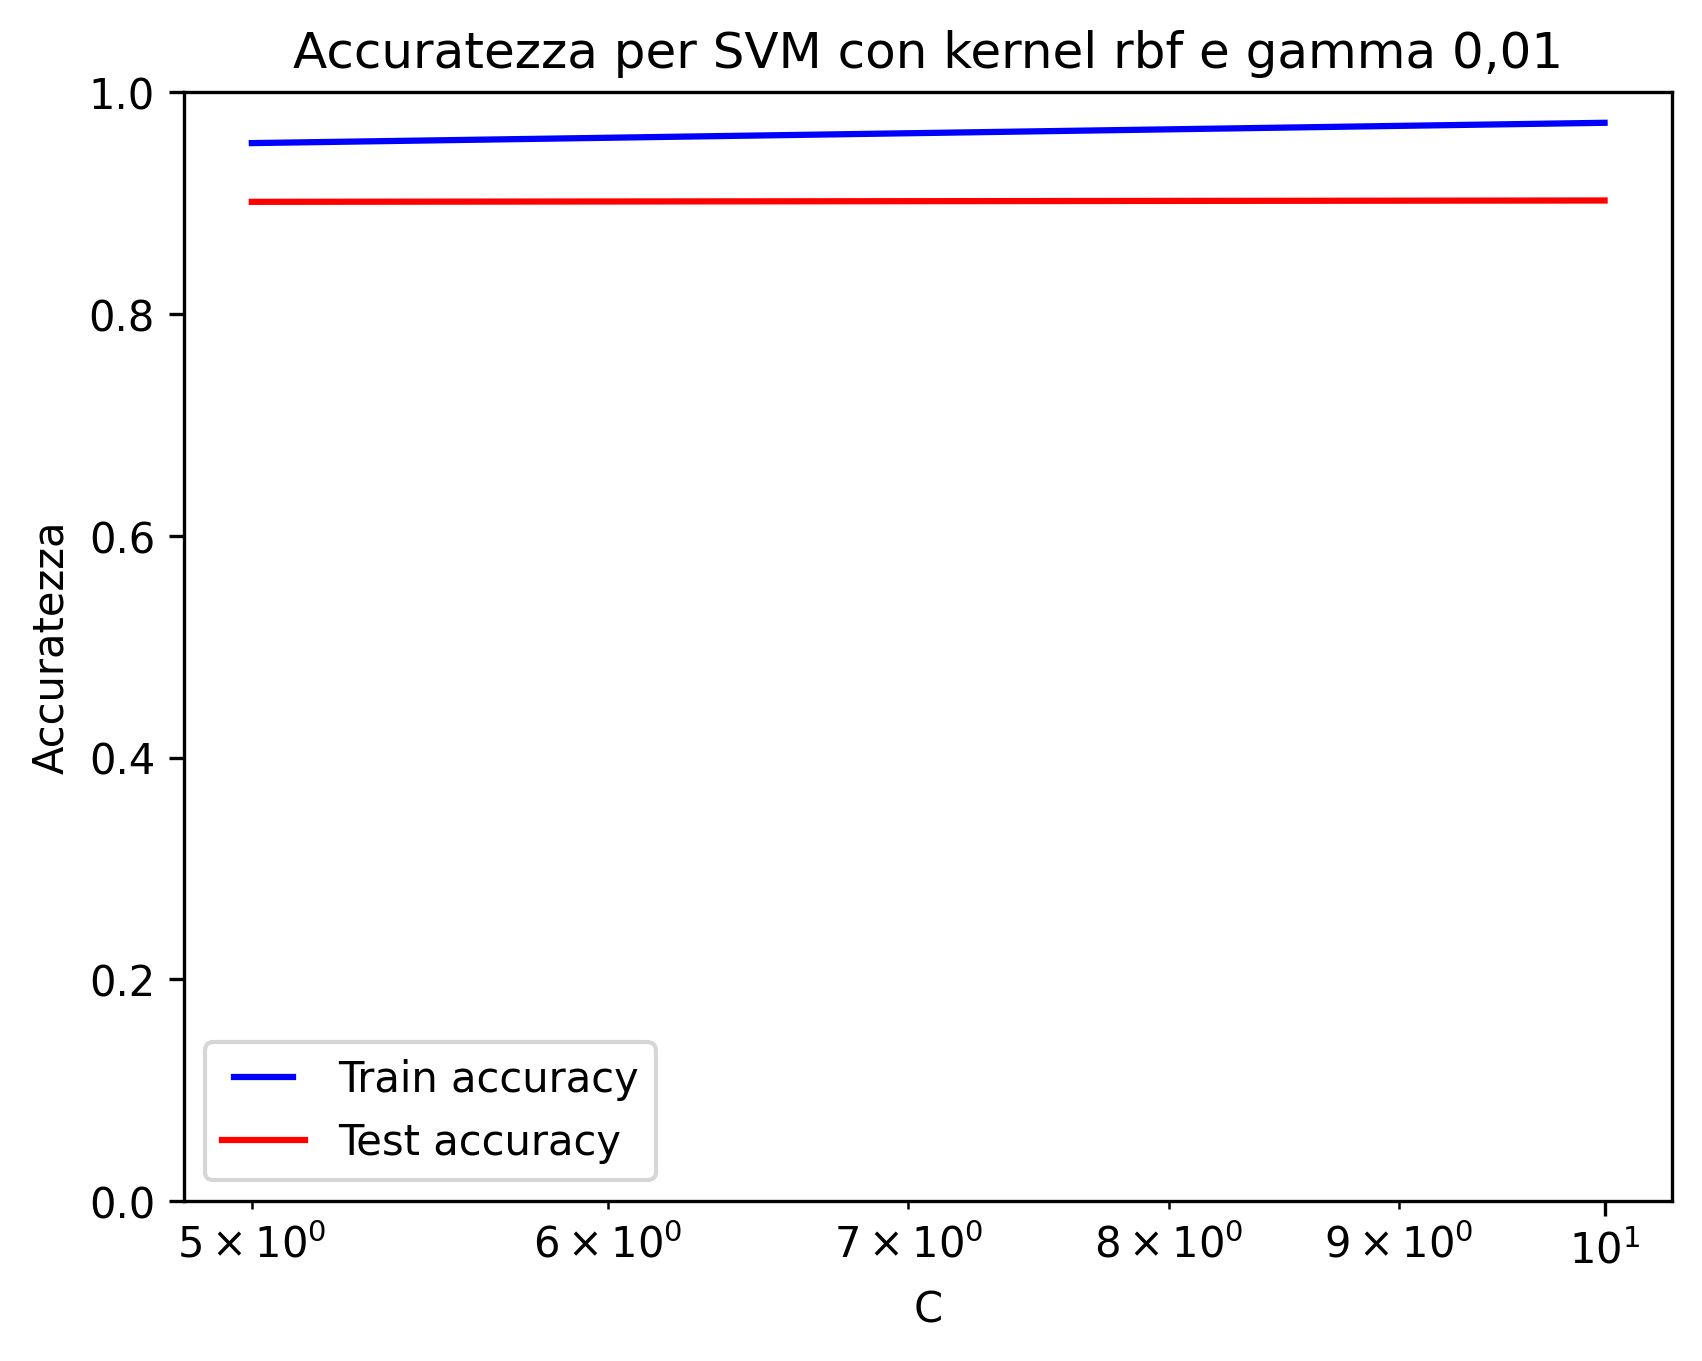 Accuratezza per SVM con kernel rbf e gamma 0,01
1.0
0.8
0.6
0.4
0.2
0.0
Accuratezza
Train accuracy
Test accuracy
5 × 10⁰ 6 × 10⁰ 7 × 10⁰ 8 × 10⁰ 9 × 10⁰ 10¹
C